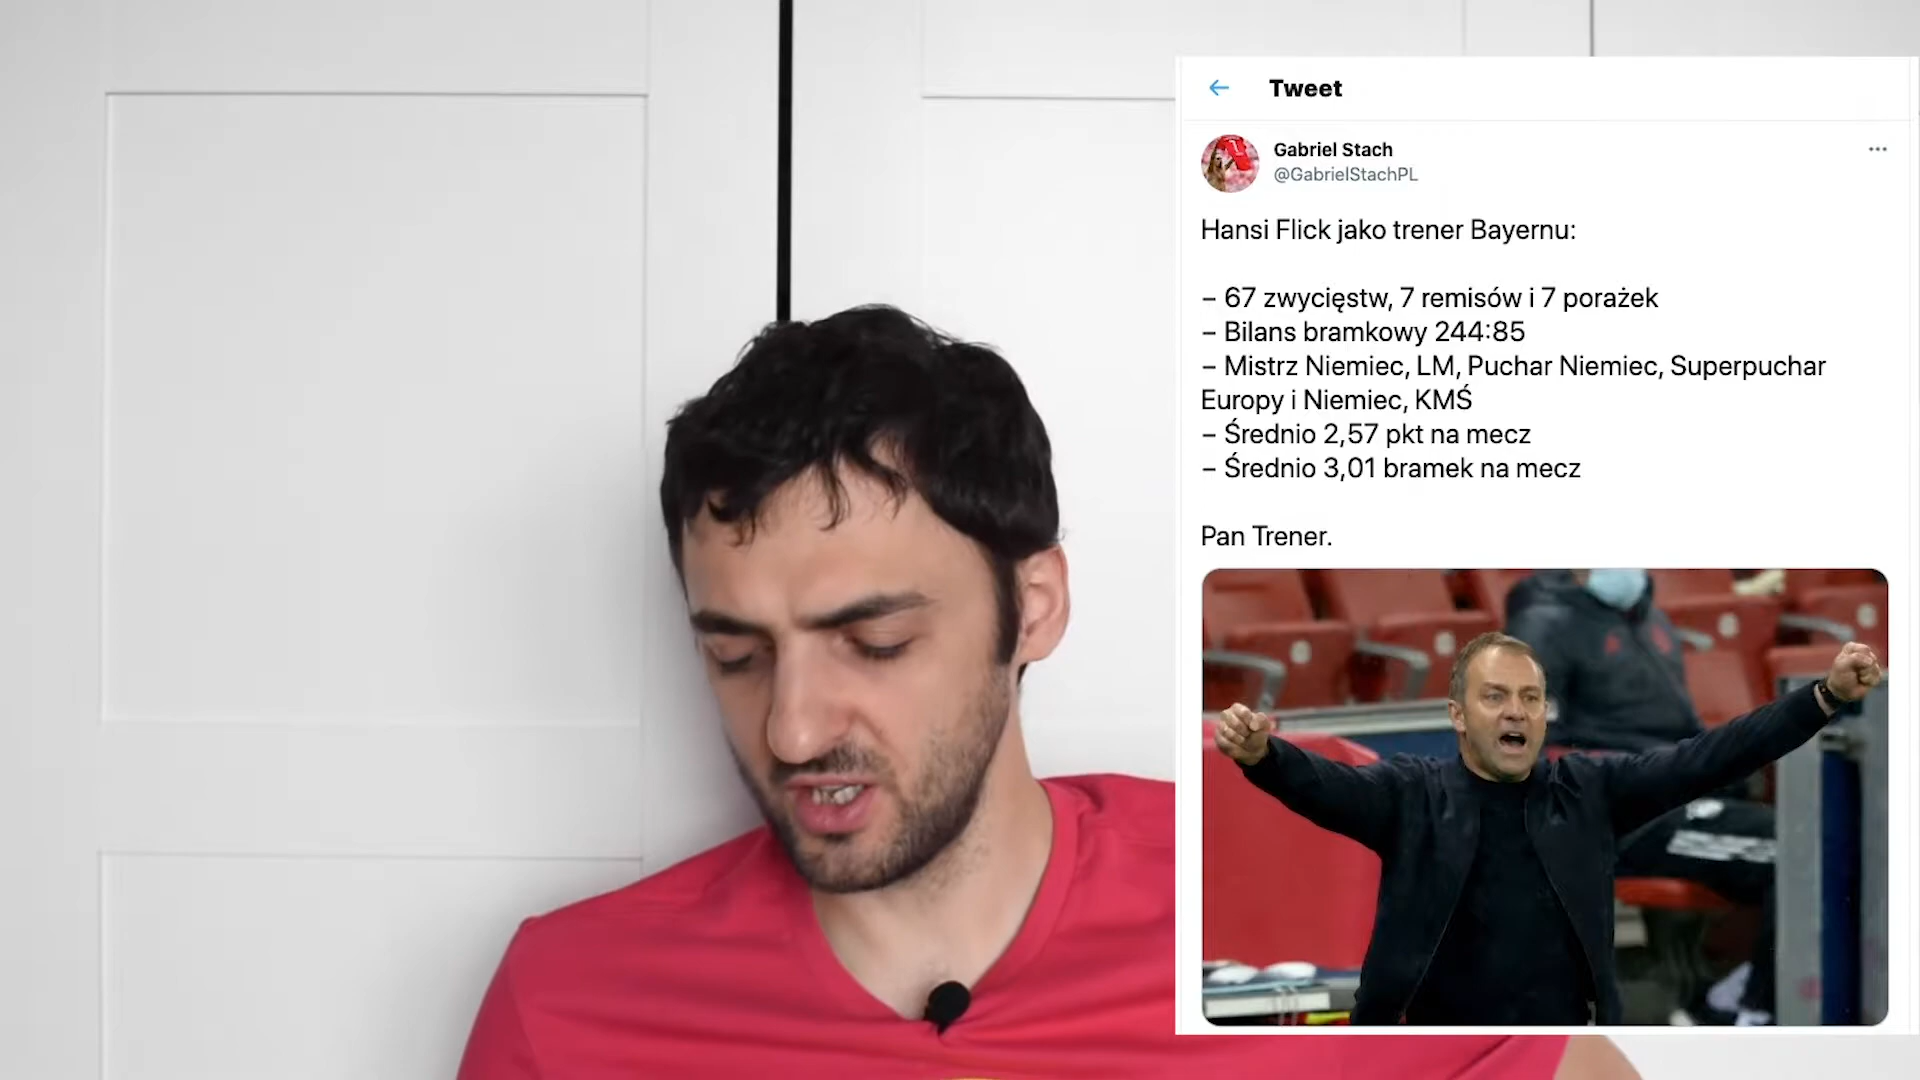 Tweet
Gabriel Stach
@GabrielStachPL
Hansi Flick jako trener Bayernu:
– 67 zwycięstw, 7 remisów i 7 porażek
– Bilans bramkowy 244:85
– Mistrz Niemiec, LM, Puchar Niemiec, Superpuchar
Europy i Niemiec, KMŚ
– Średnio 2,57 pkt na mecz
– Średnio 3,01 bramek na mecz
Pan Trener.